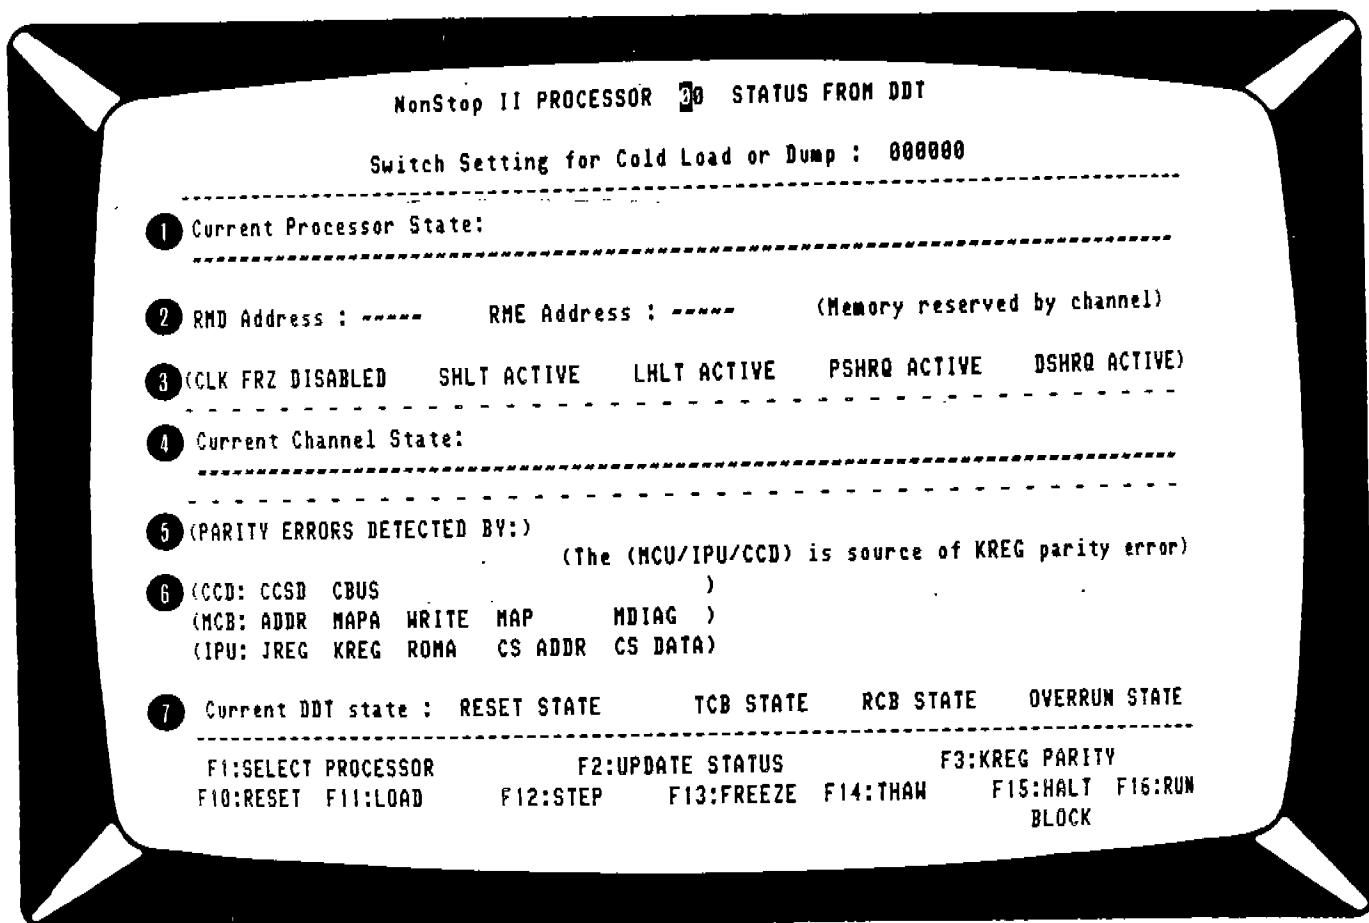 NonStop II PROCESSOR 00 STATUS FROM DDT
Switch Setting for Cold Load or Dump : 000000
1 Current Processor State:
2 RMD Address : ~~~~~ RME Address : ~~~~~ (Memory reserved by channel)
3 (CLK FRZ DISABLED SHLT ACTIVE LHLT ACTIVE PSHRQ ACTIVE DSHRQ ACTIVE)
4 Current Channel State:
5 (PARITY ERRORS DETECTED BY:)
(The (MCU/IPU/CCD) is source of KREG parity error)
6 (CCD: CCSD CBUS )
(MCB: ADDR MAPA WRITE MAP MDIAG )
(IPU: JREG KREG ROMA CS ADDR CS DATA)
7 Current DDT state : RESET STATE TCB STATE RCB STATE OVERRUN STATE
F1:SELECT PROCESSOR F2:UPDATE STATUS F3:KREG PARITY
F10:RESET F11:LOAD F12:STEP F13:FREEZE F14:THAW F15:HALT F16:RUN
BLOCK